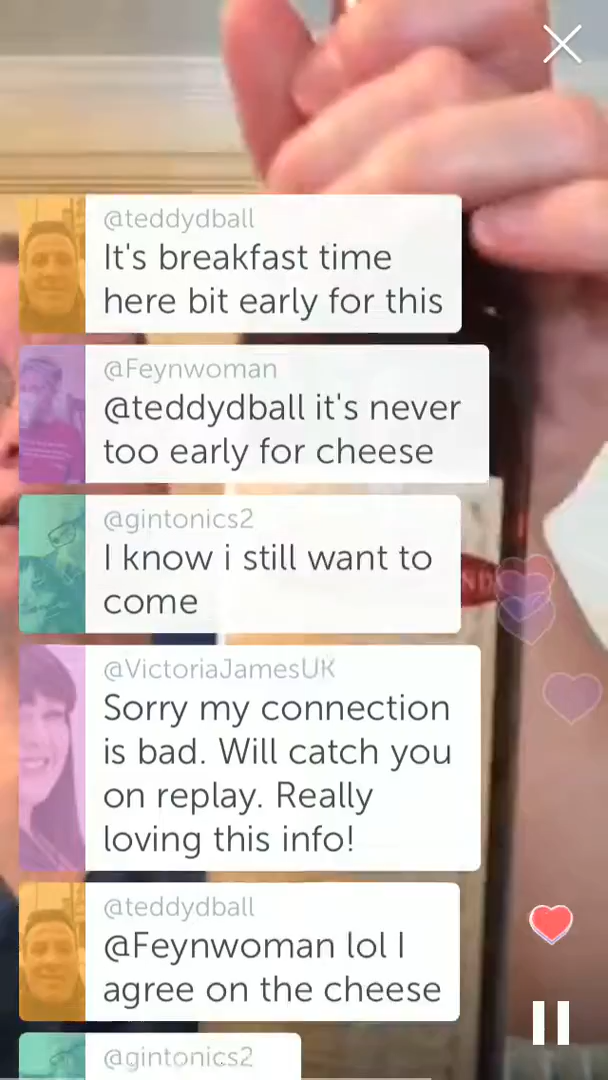 @teddydball
It's breakfast time
here bit early for this
@Feynwoman
@teddydball it's never
too early for cheese
@gintonics2
I know i still want to
come
@VictoriaJamesUK
Sorry my connection
is bad. Will catch you
on replay. Really
loving this info!
@teddydball
@Feynwoman lol I
agree on the cheese
@gintonics2